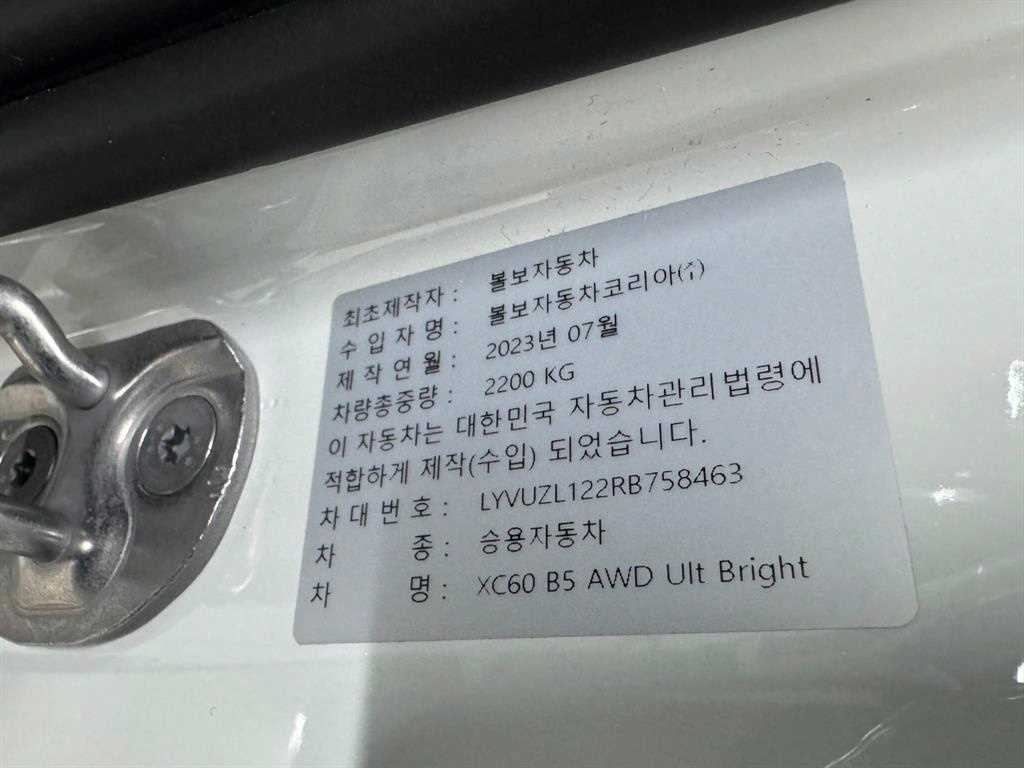 최초제작자 : 볼보자동차
수 입 자 명 : 볼보자동차코리아(주)
제 작 연 월 : 2023년 07월
차량총중량 : 2200 KG
이 자동차는 대한민국 자동차관리법령에
적합하게 제작(수입) 되었습니다.
차 대 번 호 : LYVUZL122RB758463
차 종 : 승용자동차
차 명 : XC60 B5 AWD Ult Bright